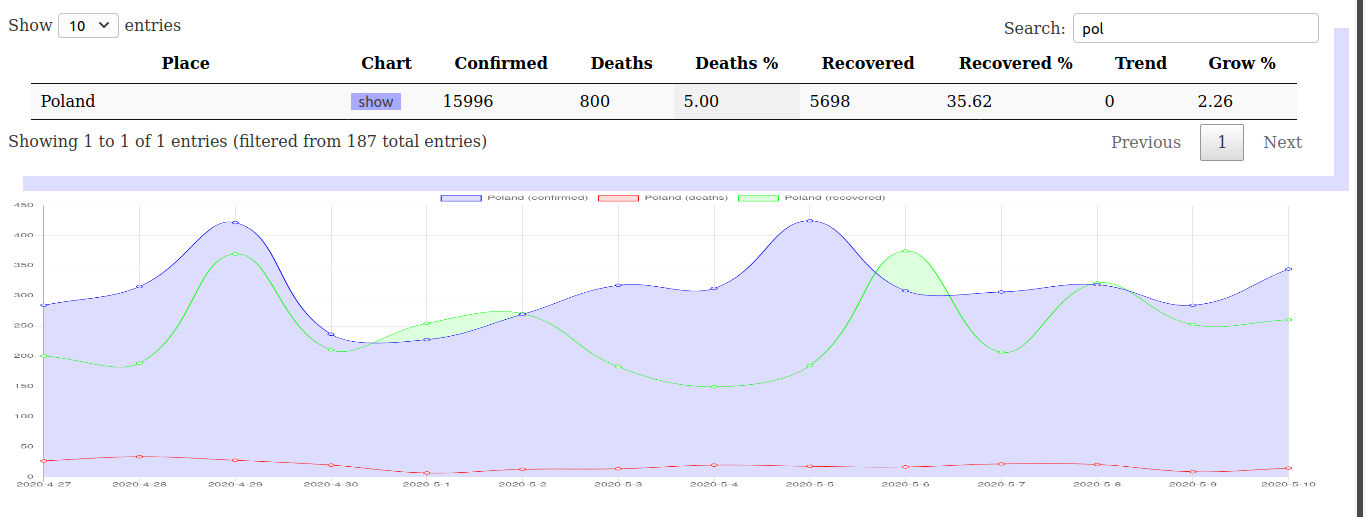 Show 10 entries Search: pol
Place Chart Confirmed Deaths Deaths % Recovered Recovered % Trend Grow %
Poland show 15996 800 5.00 5698 35.62 0 2.26
Showing 1 to 1 of 1 entries (filtered from 187 total entries) Previous 1 Next
Poland (confirmed) Poland (deaths) Poland (recovered)
450
400
350
300
250
200
150
100
50
0
2020-4-27 2020-4-28 2020-4-29 2020-4-30 2020-5-1 2020-5-2 2020-5-3 2020-5-4 2020-5-5 2020-5-6 2020-5-7 2020-5-8 2020-5-9 2020-5-10